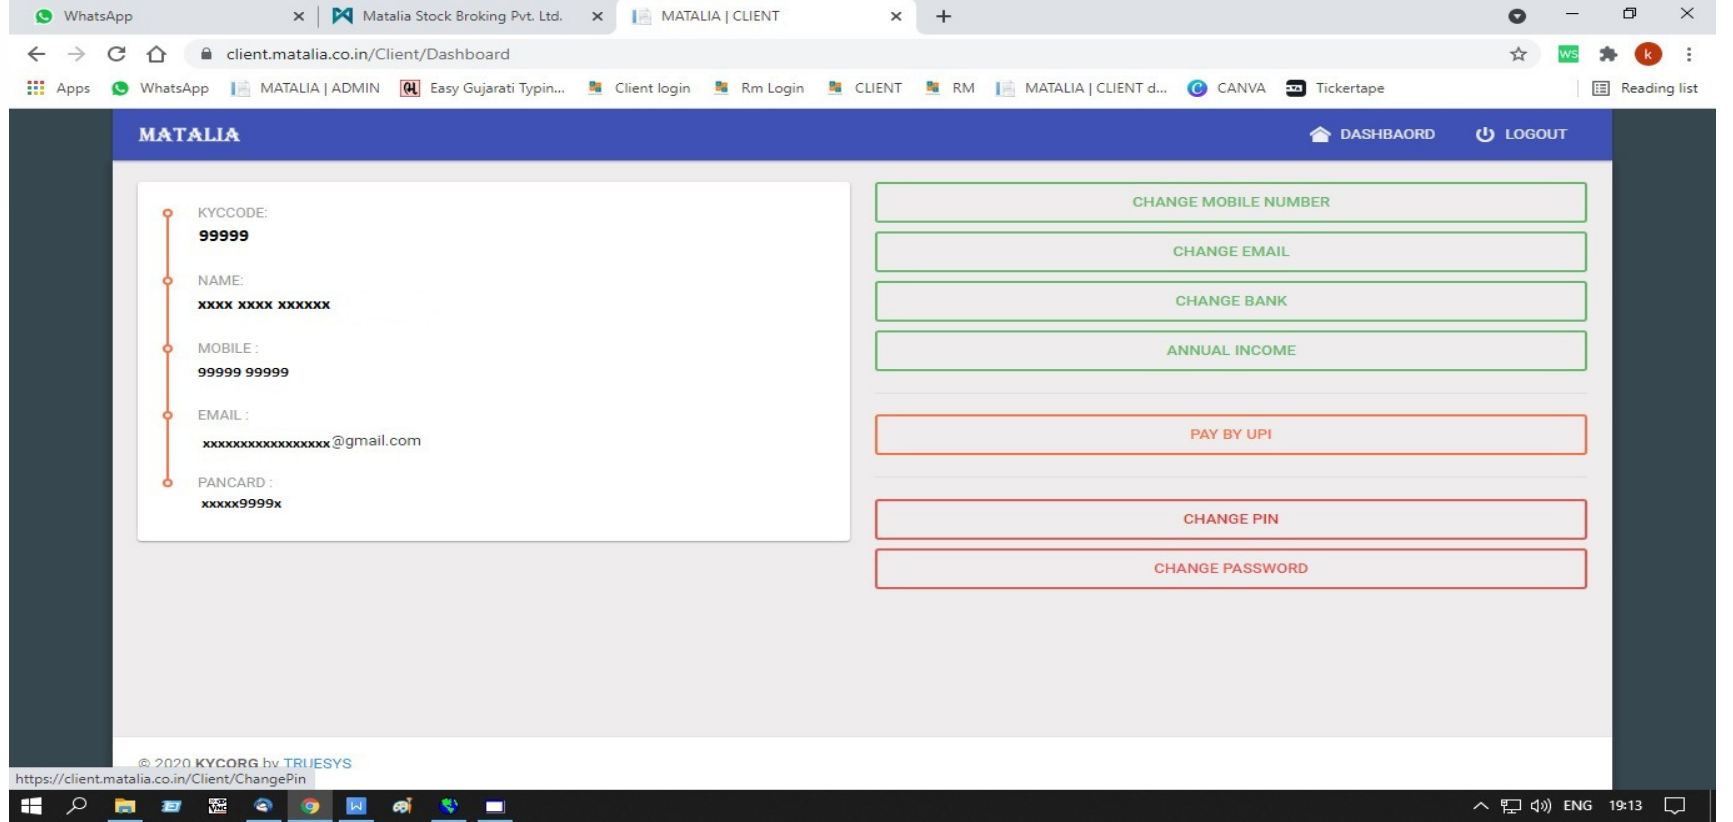 WhatsApp
Matalia Stock Broking Pvt. Ltd.
MATALIA | CLIENT
client.matalia.co.in/Client/Dashboard
WS
k
Apps
WhatsApp
MATALIA | ADMIN
Easy Gujarati Typin...
Client login
Rm Login
CLIENT
RM
MATALIA | CLIENT d...
CANVA
Tickertape
Reading list
MATALIA
DASHBAORD
LOGOUT
KYCCODE:
99999
NAME:
xxxx xxxx xxxxxx
MOBILE :
99999 99999
EMAIL :
xxxxxxxxxxxxxxxxx@gmail.com
PANCARD :
xxxxx9999x
CHANGE MOBILE NUMBER
CHANGE EMAIL
CHANGE BANK
ANNUAL INCOME
PAY BY UPI
CHANGE PIN
CHANGE PASSWORD
© 2020 KYCORG by TRUESYS
https://client.matalia.co.in/Client/ChangePin
ENG
19:13